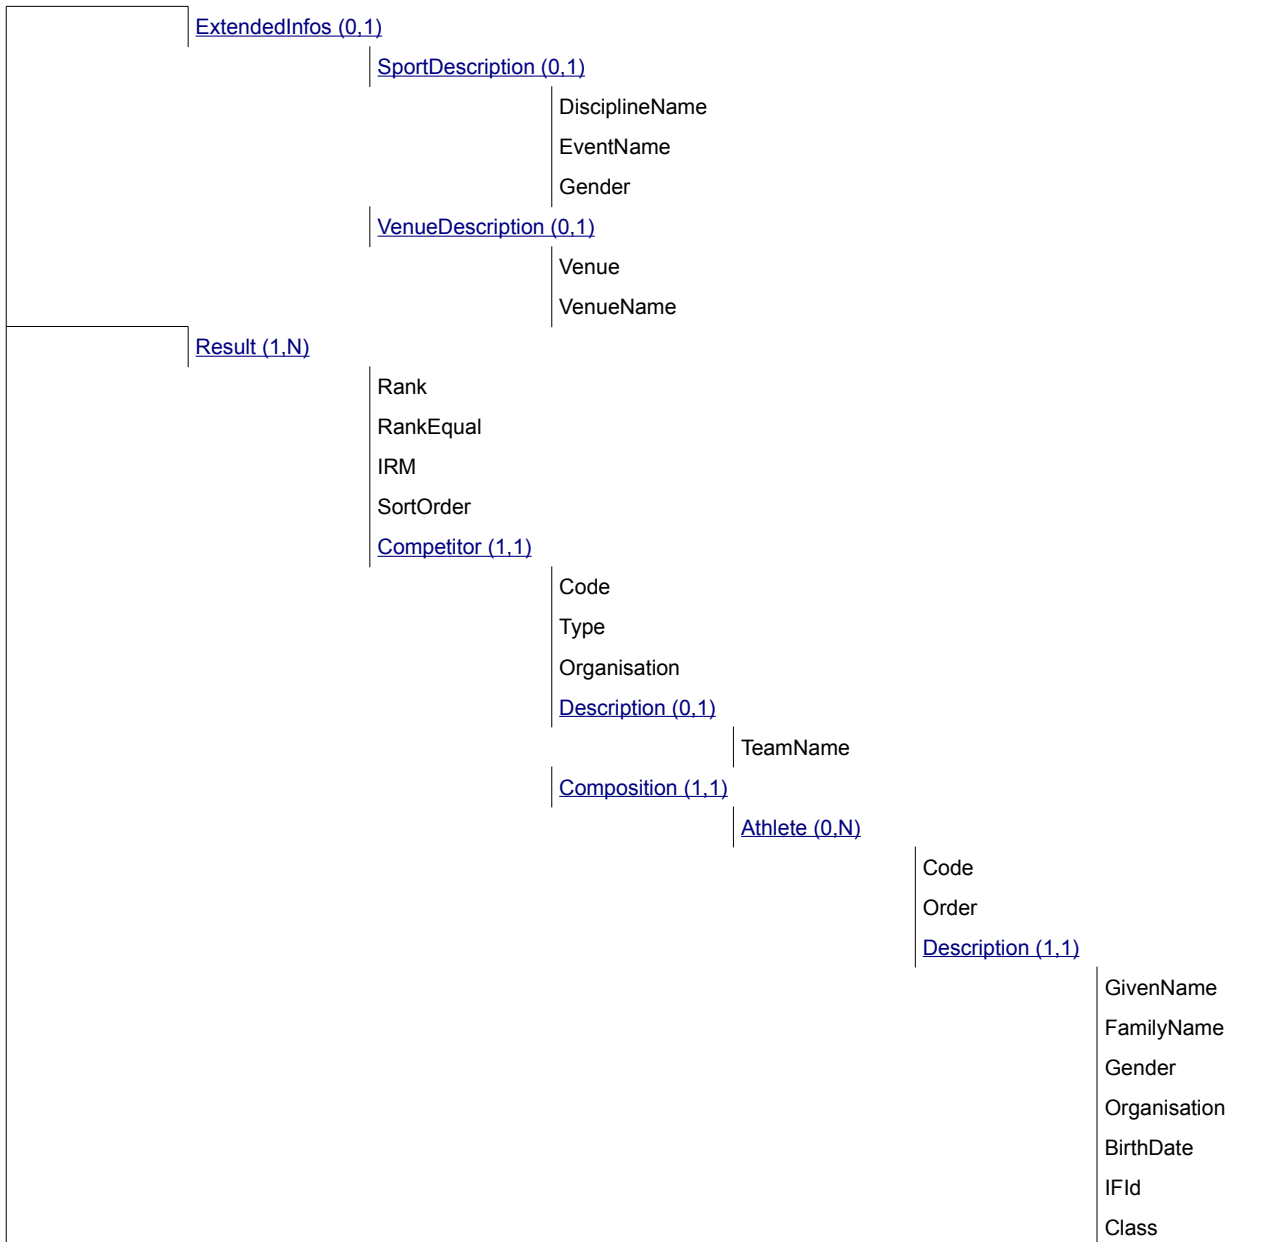 ExtendedInfos (0,1)
SportDescription (0,1)
DisciplineName
EventName
Gender
VenueDescription (0,1)
Venue
VenueName
Result (1,N)
Rank
RankEqual
IRM
SortOrder
Competitor (1,1)
Code
Type
Organisation
Description (0,1)
TeamName
Composition (1,1)
Athlete (0,N)
Code
Order
Description (1,1)
GivenName
FamilyName
Gender
Organisation
BirthDate
IFId
Class